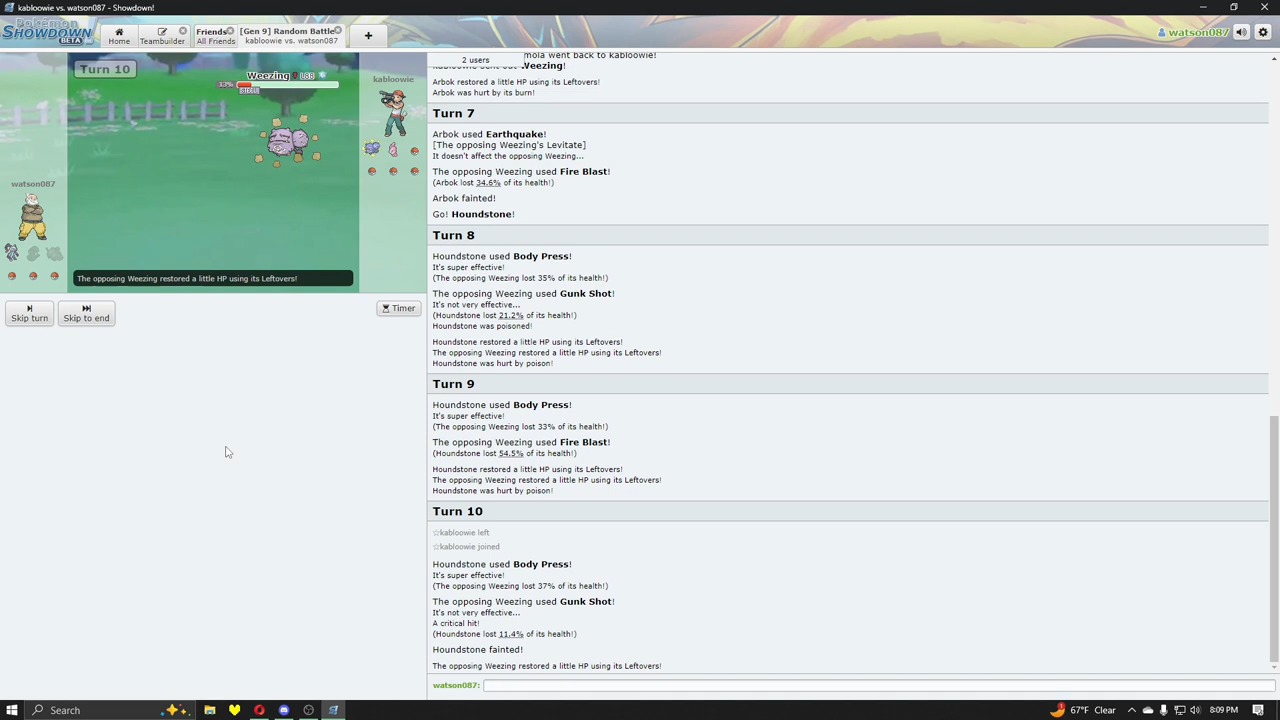 kabloowie vs. watson087 - Showdown!
Pokémon
SHOWDOWN
BETA
Home
Teambuilder
Friends
All Friends
[Gen 9] Random Battle
kabloowie vs. watson087
+
watson087
Turn 10
Weezing L88
13%
kabloowie
watson087
The opposing Weezing restored a little HP using its Leftovers!
Skip turn
Skip to end
Timer
2 users
mola went back to kabloowie!
kabloowie sent out Weezing!
Arbok restored a little HP using its Leftovers!
Arbok was hurt by its burn!
Turn 7
Arbok used Earthquake!
[The opposing Weezing's Levitate]
It doesn't affect the opposing Weezing...
The opposing Weezing used Fire Blast!
(Arbok lost 34.6% of its health!)
Arbok fainted!
Go! Houndstone!
Turn 8
Houndstone used Body Press!
It's super effective!
(The opposing Weezing lost 35% of its health!)
The opposing Weezing used Gunk Shot!
It's not very effective...
(Houndstone lost 21.2% of its health!)
Houndstone was poisoned!
Houndstone restored a little HP using its Leftovers!
The opposing Weezing restored a little HP using its Leftovers!
Houndstone was hurt by poison!
Turn 9
Houndstone used Body Press!
It's super effective!
(The opposing Weezing lost 33% of its health!)
The opposing Weezing used Fire Blast!
(Houndstone lost 54.5% of its health!)
Houndstone restored a little HP using its Leftovers!
The opposing Weezing restored a little HP using its Leftovers!
Houndstone was hurt by poison!
Turn 10
☆kabloowie left
☆kabloowie joined
Houndstone used Body Press!
It's super effective!
(The opposing Weezing lost 37% of its health!)
The opposing Weezing used Gunk Shot!
It's not very effective...
A critical hit!
(Houndstone lost 11.4% of its health!)
Houndstone fainted!
The opposing Weezing restored a little HP using its Leftovers!
watson087:
Search
67°F Clear
8:09 PM